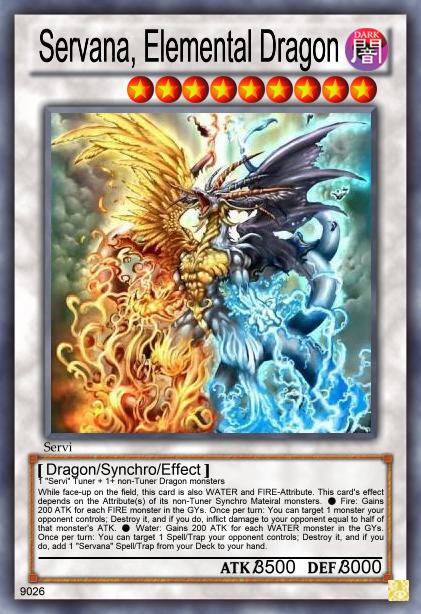 Servana, Elemental Dragon
DARK
闇
Servi
[ Dragon/Synchro/Effect ]
1 "Servi" Tuner + 1+ non-Tuner Dragon monsters
While face-up on the field, this card is also WATER and FIRE-Attribute. This card's effect
depends on the Attribute(s) of its non-Tuner Synchro Mateiral monsters. ● Fire: Gains
200 ATK for each FIRE monster in the GYs. Once per turn: You can target 1 monster your
opponent controls; Destroy it, and if you do, inflict damage to your opponent equal to half of
that monster's ATK. ● Water: Gains 200 ATK for each WATER monster in the GYs.
Once per turn: You can target 1 Spell/Trap your opponent controls; Destroy it, and if you
do, add 1 "Servana" Spell/Trap from your Deck to your hand.
ATK/3500 DEF/3000
9026